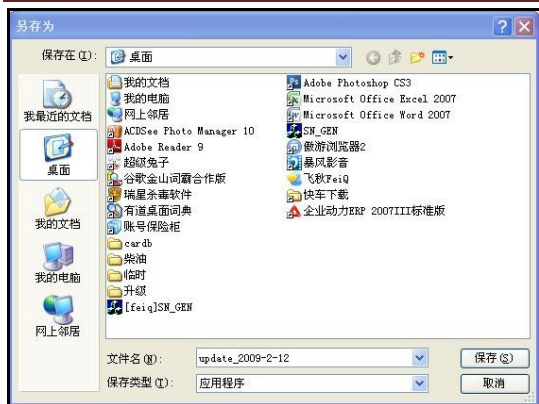 另存为
保存在(I):
桌面
我最近的文档
桌面
我的文档
我的电脑
网上邻居
我的文档
我的电脑
网上邻居
ACDSee Photo Manager 10
Adobe Reader 9
超级兔子
谷歌金山词霸合作版
瑞星杀毒软件
有道桌面词典
账号保险柜
cardb
柴油
临时
升级
[feiq]SN_GEN
Adobe Photoshop CS3
Microsoft Office Excel 2007
Microsoft Office Word 2007
SN_GEN
傲游浏览器2
暴风影音
飞秋FeiQ
快车下载
企业动力ERP 2007III标准版
文件名(N):
update_2009-2-12
保存(S)
保存类型(T):
应用程序
取消